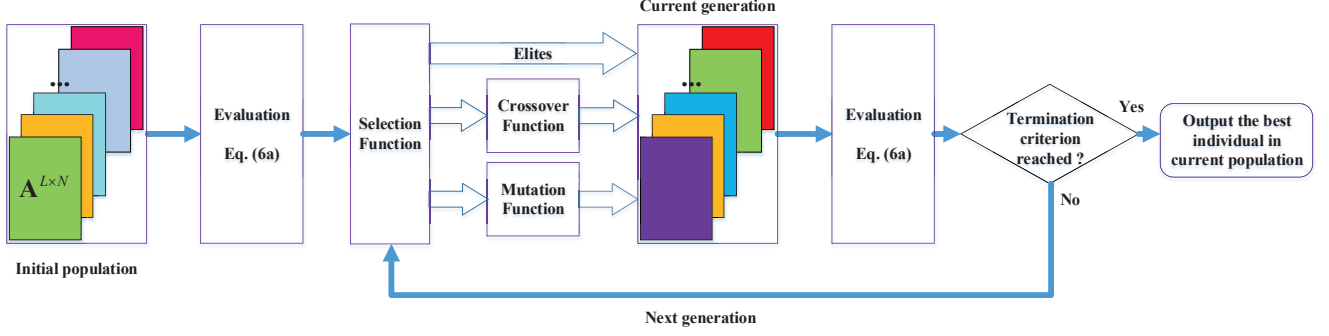 Current generation
...
A^{L×N}
Initial population
Evaluation
Eq. (6a)
Selection
Function
Elites
Crossover
Function
Mutation
Function
...
Evaluation
Eq. (6a)
Termination
criterion
reached ?
Yes
No
Output the best
individual in
current population
Next generation